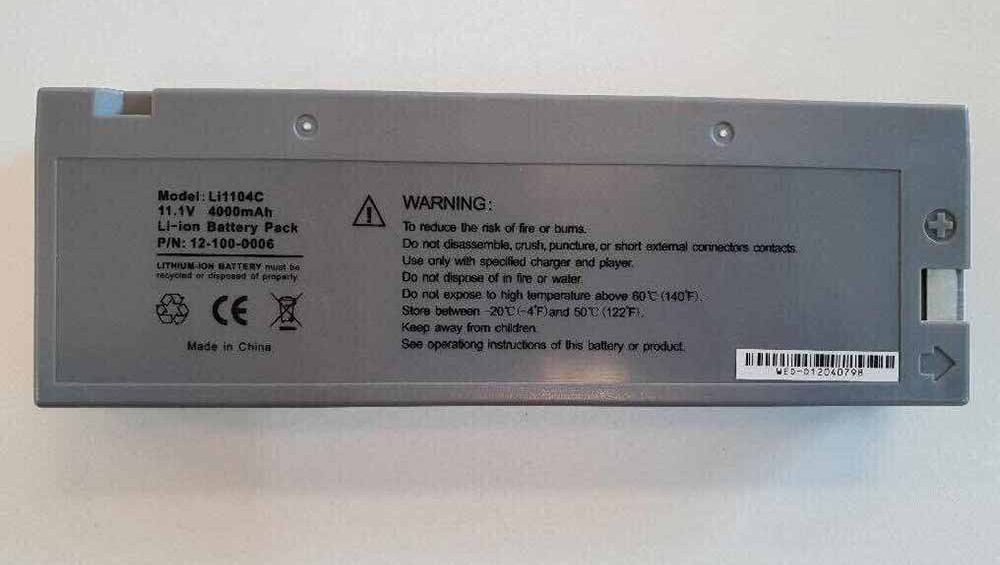 Model: Li1104C
11.1V 4000mAh
Li-ion Battery Pack
P/N: 12-100-0006
LITHIUM-ION BATTERY must be
recycled or disposed of properly.
CE
Made in China
WARNING:
To reduce the risk of fire or burns.
Do not disassemble, crush, puncture, or short external connectors contacts.
Use only with specified charger and player.
Do not dispose of in fire or water.
Do not expose to high temperature above 60°C (140°F).
Store between -20°C(-4°F)and 50°C (122°F).
Keep away from children.
See operationg instructions of this battery or product.
WED-012040798